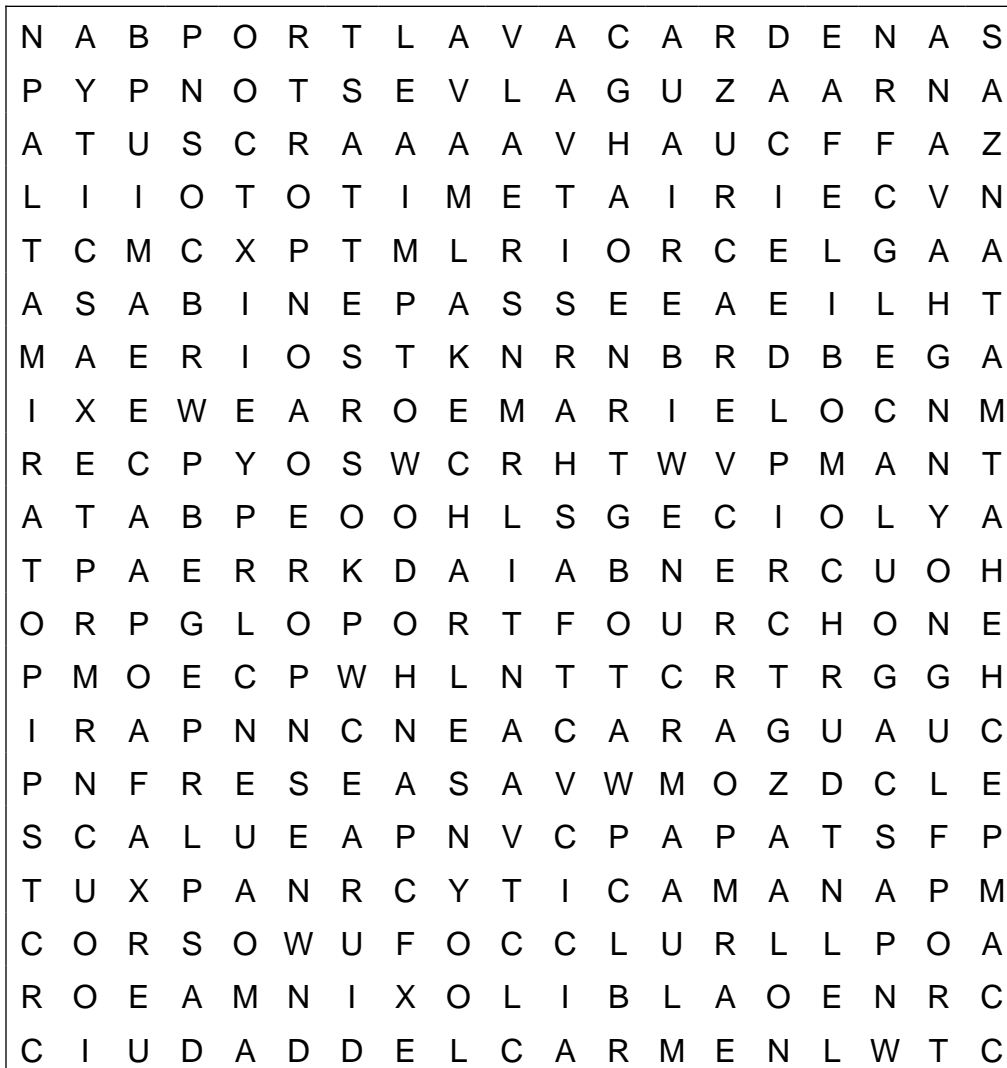 N A B P O R T L A V A C A R D E N A S
P Y P N O T S E V L A G U Z A A R N A
A T U S C R A A A A V H A U C F F A Z
L I I O T O T I M E T A I R I E C V N
T C M C X P T M L R I O R C E L G A A
A S A B I N E P A S S E E A E I L H T
M A E R I O S T K N R N B R D B E G A
I X E W E A R O E M A R I E L O C N M
R E C P Y O S W C R H T W V P M A N T
A T A B P E O O H L S G E C I O L Y A
T P A E R R K D A I A B N E R C U O H
O R P G L O P O R T F O U R C H O N E
P M O E C P W H L N T T C R T R G G H
I R A P N N C N E A C A R A G U A U C
P N F R E S E A S A V W M O Z D C L E
S C A L U E A P N V C P A P A T S F P
T U X P A N R C Y T I C A M A N A P M
C O R S O W U F O C C L U R L L P O A
R O E A M N I X O L I B L A O E N R C
C I U D A D D E L C A R M E N L W T C